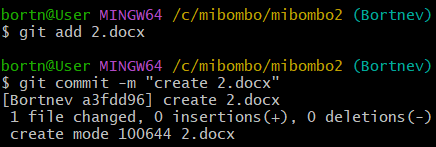 bortn@User MINGW64 /c/mibombo/mibombo2 (Bortnev)
$ git add 2.docx
bortn@User MINGW64 /c/mibombo/mibombo2 (Bortnev)
$ git commit -m "create 2.docx"
[Bortnev a3fdd96] create 2.docx
 1 file changed, 0 insertions(+), 0 deletions(-)
 create mode 100644 2.docx